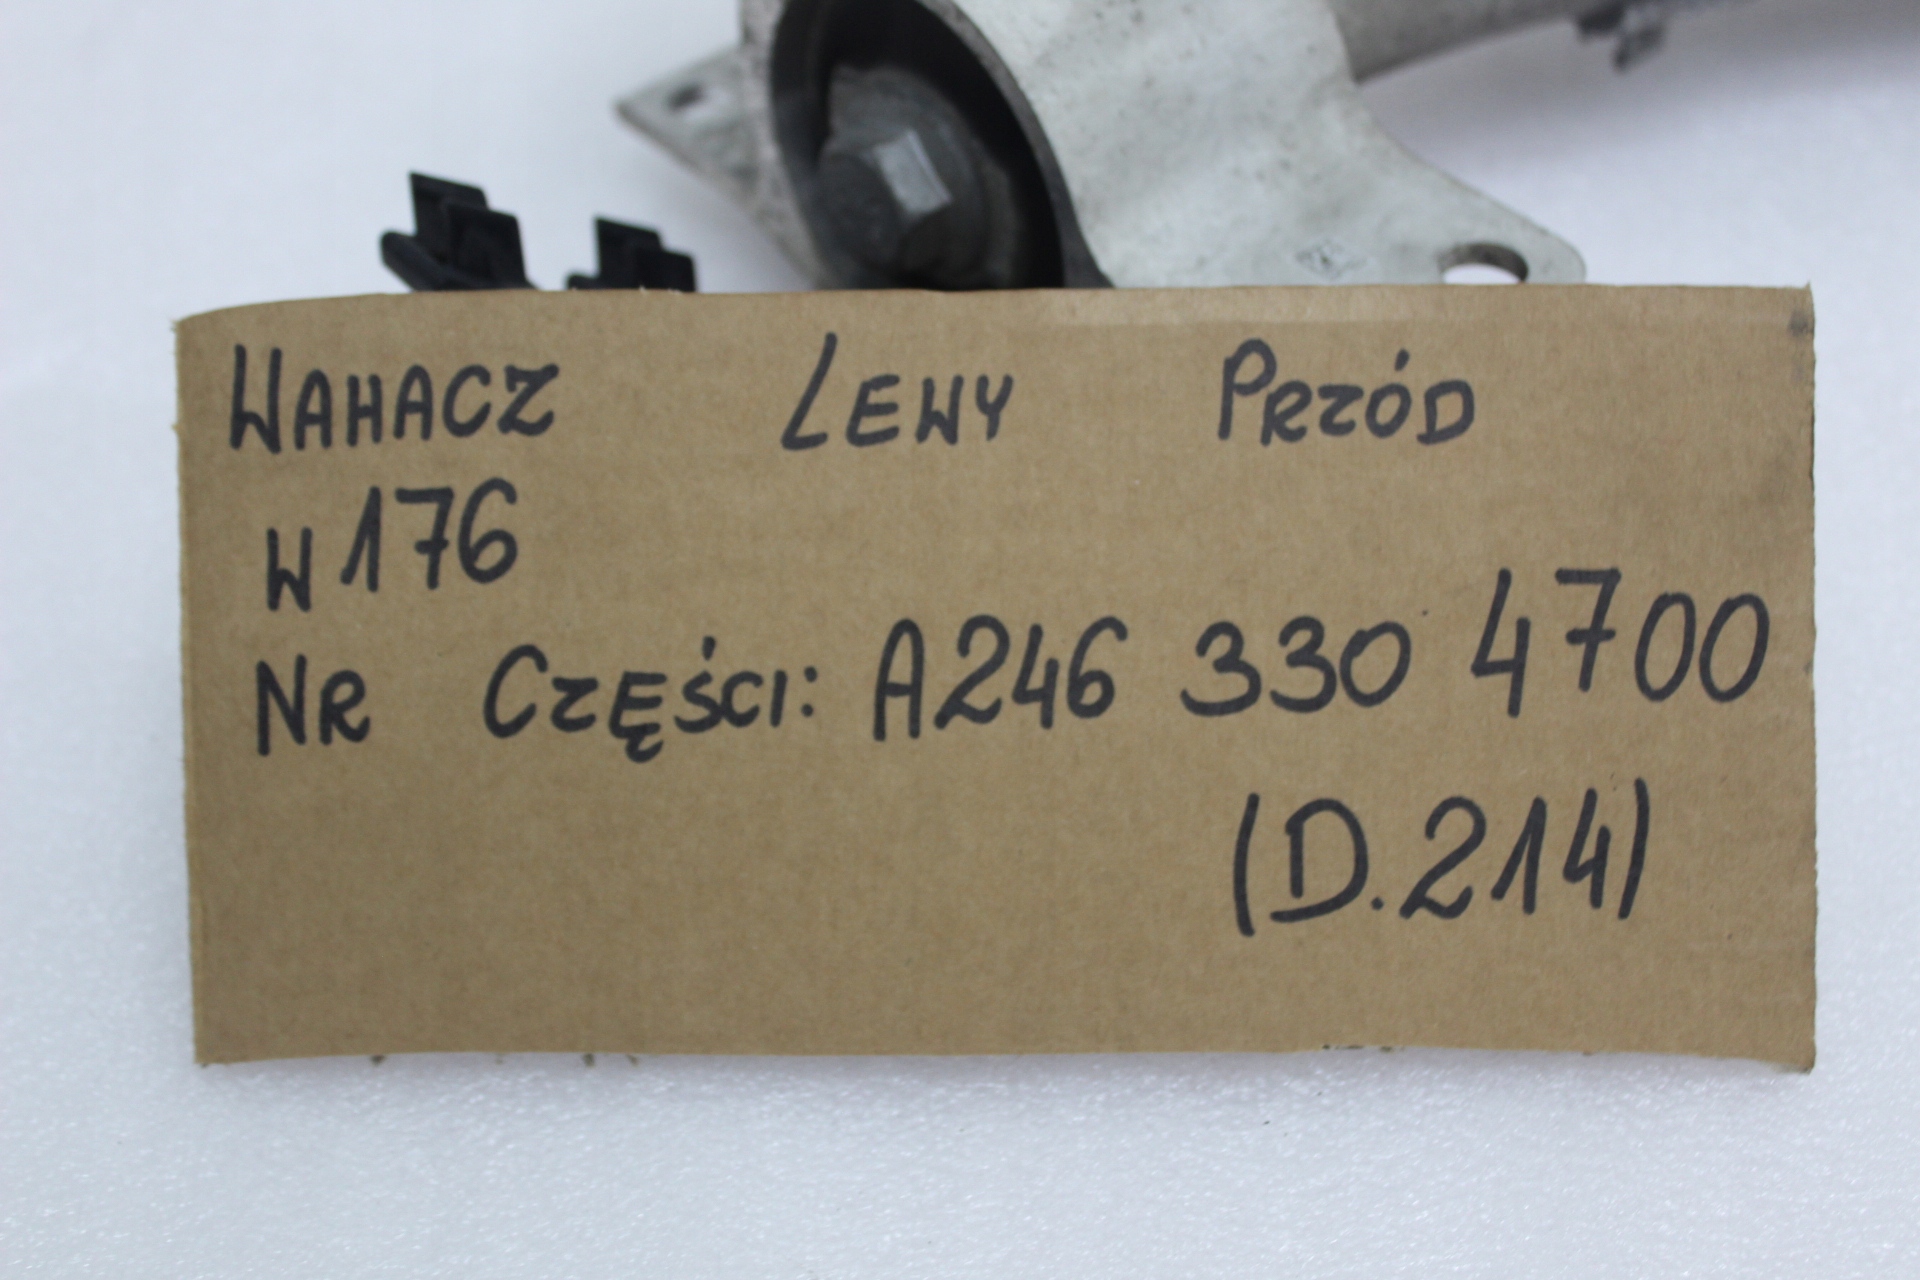 WAHACZ LEWY PRZÓD
W176
NR CZĘŚCI: A246 330 4700
(D.214)